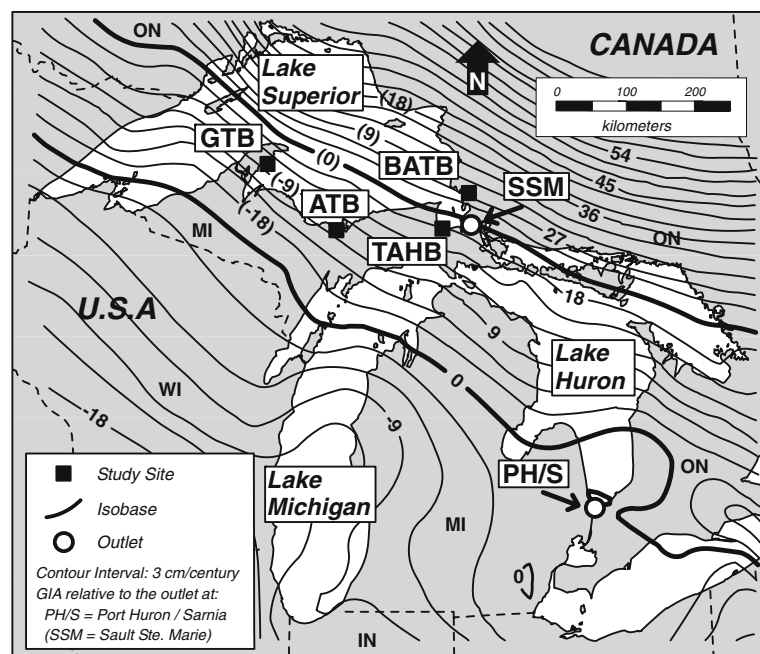 ON
CANADA
Lake
Superior
N
0 100 200
kilometers
(18)
(9)
(0)
(-9)
(-18)
GTB
BATB
SSM
ATB
TAHB
54
45
36
27
18
ON
MI
U.S.A
9
0
Lake
Huron
WI
-18
-9
PH/S
ON
Lake
Michigan
MI
0
IN
Study Site
Isobase
Outlet
Contour Interval: 3 cm/century
GIA relative to the outlet at:
PH/S = Port Huron / Sarnia
(SSM = Sault Ste. Marie)